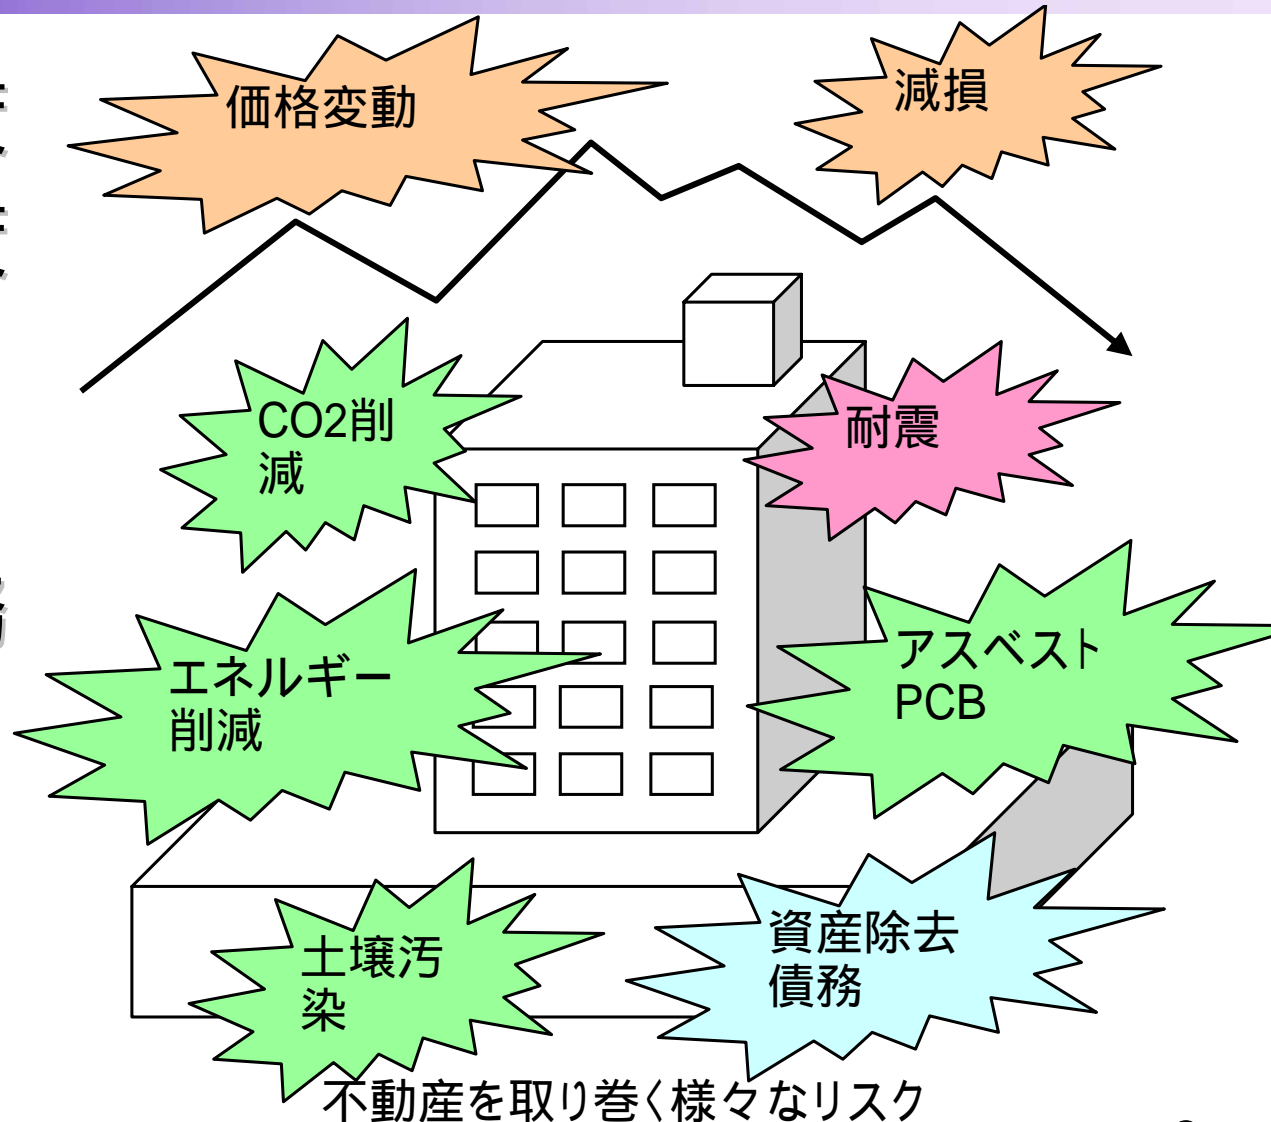 価格変動
減損
CO2削
減
耐震
エネルギー
削減
アスベスト
PCB
土壌汚
染
資産除去
債務
不動産を取り巻く様々なリスク